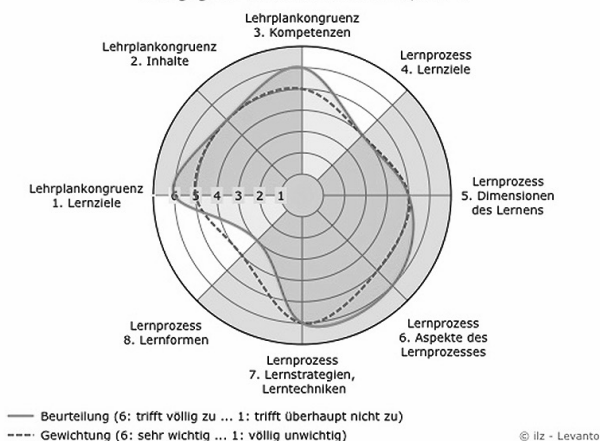 Lehrplankongruenz
3. Kompetenzen
Lehrplankongruenz
2. Inhalte
Lernprozess
4. Lernziele
Lehrplankongruenz
1. Lernziele
6 5 4 3 2 1
Lernprozess
5. Dimensionen
des Lernens
Lernprozess
8. Lernformen
Lernprozess
6. Aspekte des
Lernprozesses
Lernprozess
7. Lernstrategien,
Lerntechniken
Beurteilung (6: trifft völlig zu ... 1: trifft überhaupt nicht zu)
Gewichtung (6: sehr wichtig ... 1: völlig unwichtig)
© ilz - Levanto